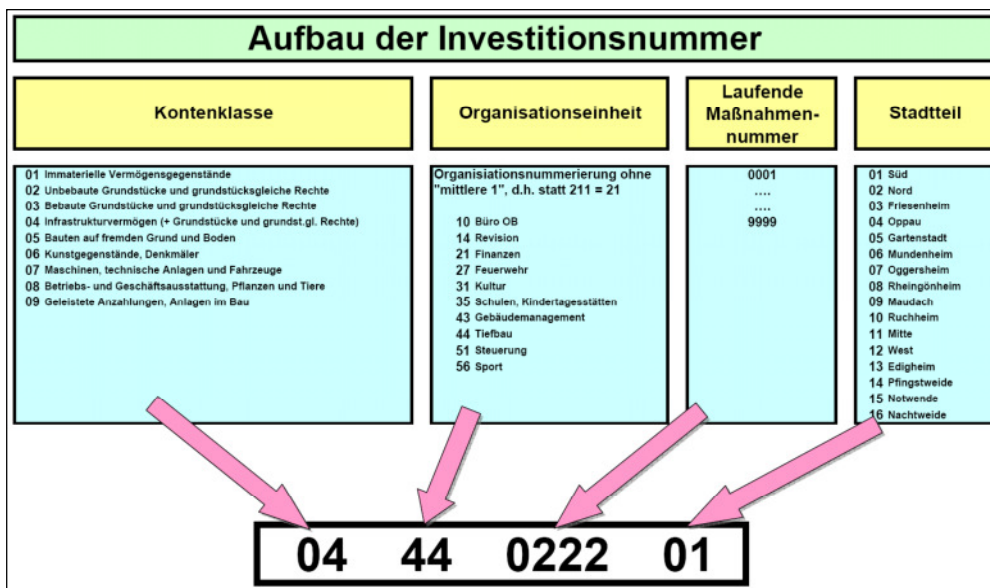 Aufbau der Investitionsnummer
Kontenklasse
01 Immaterielle Vermögensgegenstände
02 Unbebaute Grundstücke und grundstücksgleiche Rechte
03 Bebaute Grundstücke und grundstücksgleiche Rechte
04 Infrastrukturvermögen (+ Grundstücke und grundst.gl. Rechte)
05 Bauten auf fremden Grund und Boden
06 Kunstgegenstände, Denkmäler
07 Maschinen, technische Anlagen und Fahrzeuge
08 Betriebs- und Geschäftsausstattung, Pflanzen und Tiere
09 Geleistete Anzahlungen, Anlagen im Bau
Organisationseinheit
Organisiationsnummerierung ohne
"mittlere 1", d.h. statt 211 = 21
10 Büro OB
14 Revision
21 Finanzen
27 Feuerwehr
31 Kultur
35 Schulen, Kindertagesstätten
43 Gebäudemanagement
44 Tiefbau
51 Steuerung
56 Sport
Laufende
Maßnahmen-
nummer
0001
....
....
9999
Stadtteil
01 Süd
02 Nord
03 Friesenheim
04 Oppau
05 Gartenstadt
06 Mundenheim
07 Oggersheim
08 Rheingönheim
09 Maudach
10 Ruchheim
11 Mitte
12 West
13 Edigheim
14 Pfingstweide
15 Notwende
16 Nachtweide
04 44 0222 01